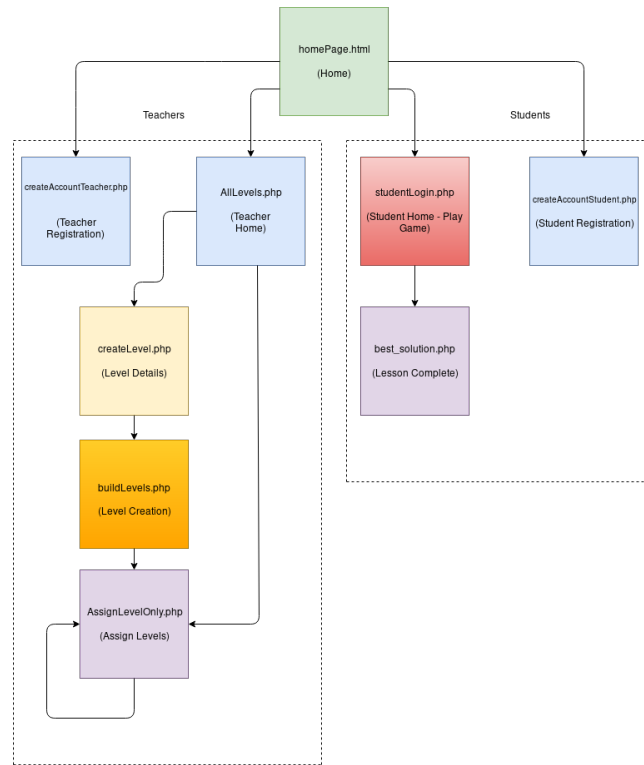 homePage.html
(Home)
Teachers
Students
createAccountTeacher.php
(Teacher
Registration)
AllLevels.php
(Teacher
Home)
studentLogin.php
(Student Home - Play
Game)
createAccountStudent.php
(Student Registration)
createLevel.php
(Level Details)
best_solution.php
(Lesson Complete)
buildLevels.php
(Level Creation)
AssignLevelOnly.php
(Assign Levels)